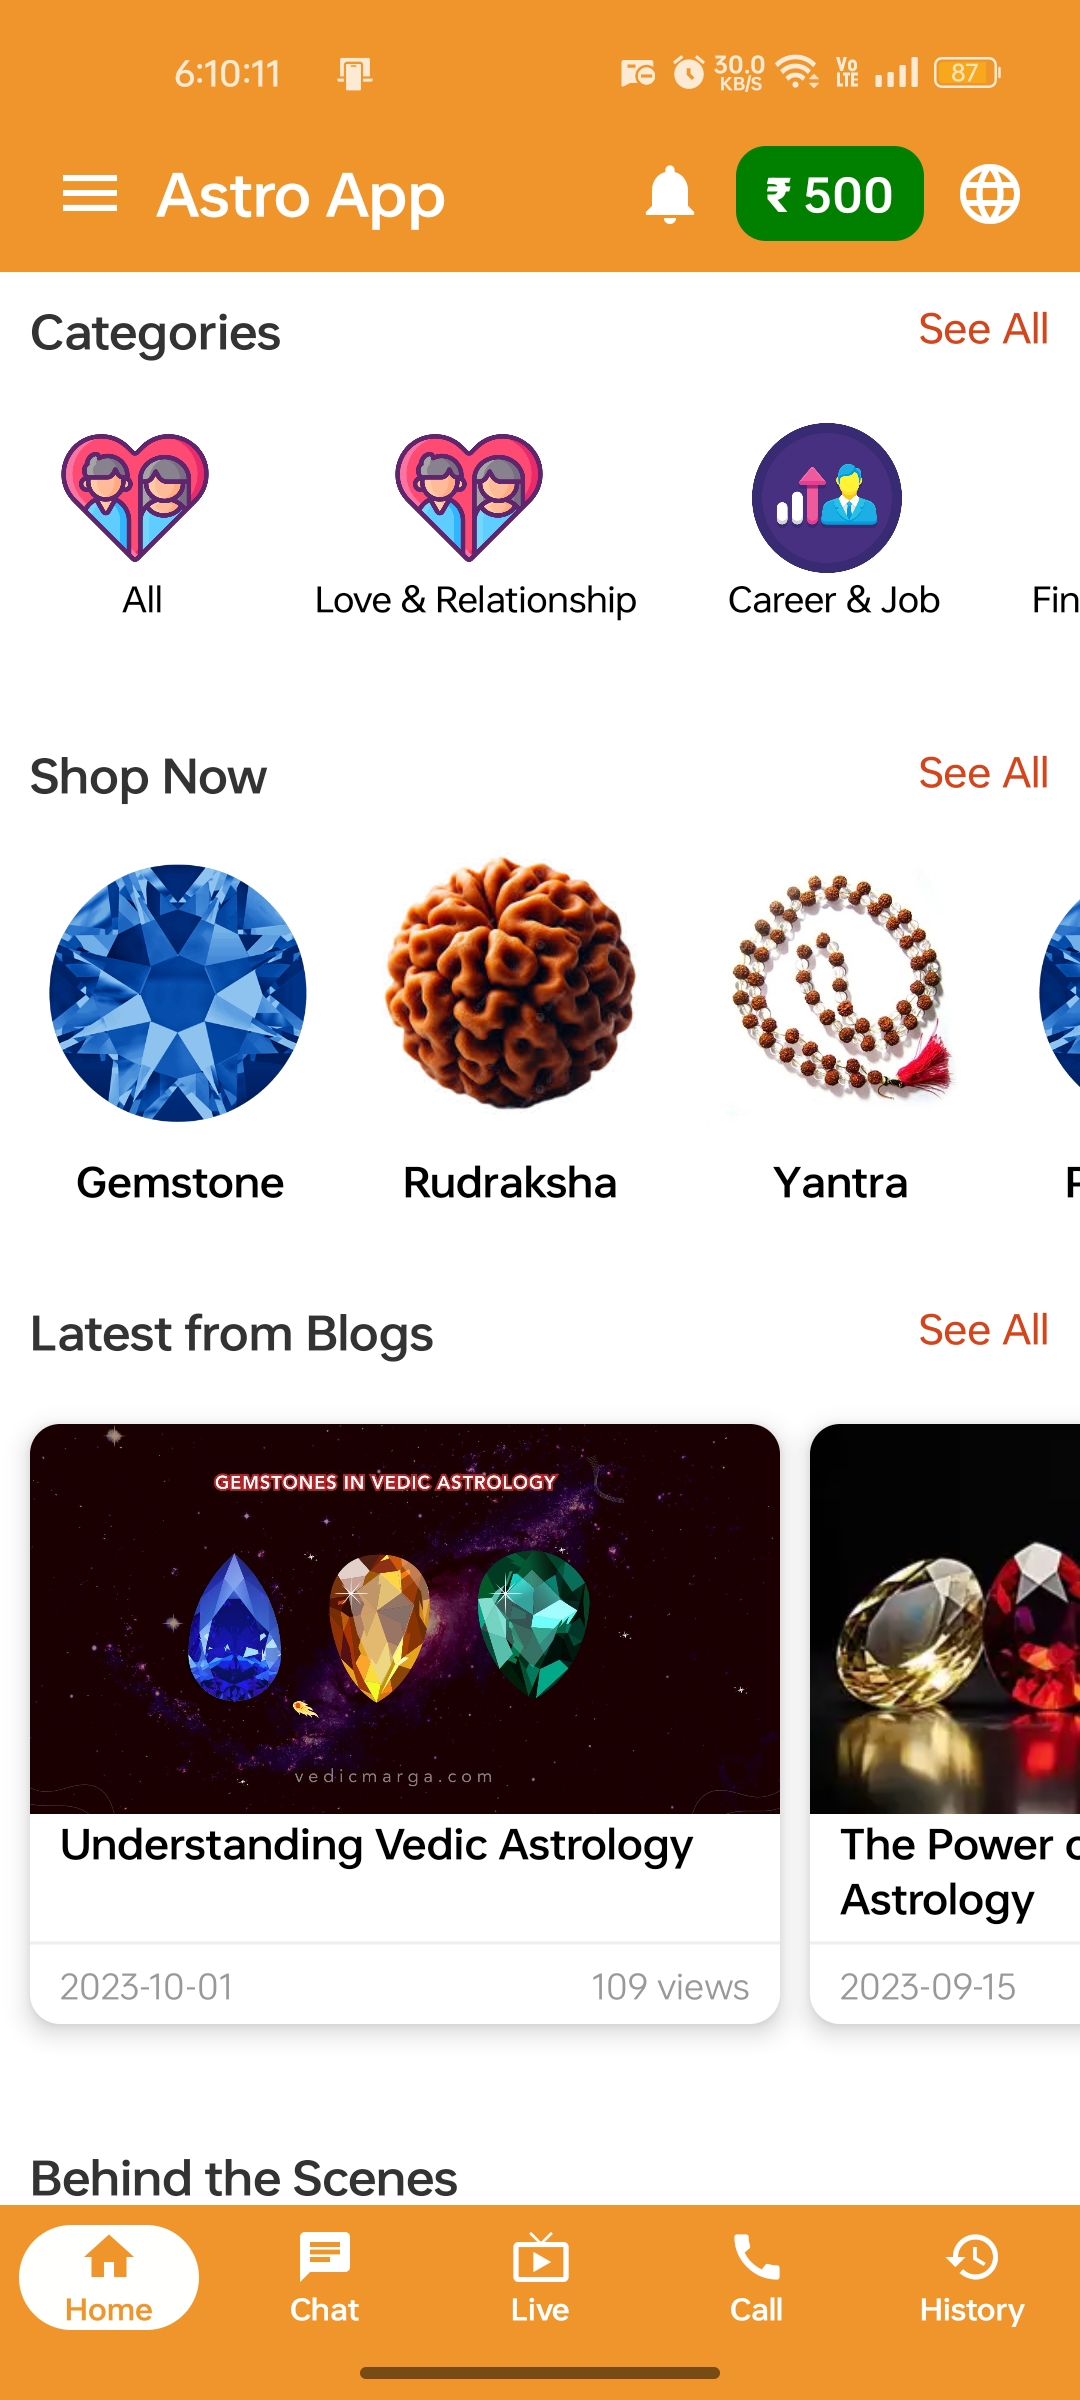 6:10:11
30.0
KB/S
Vo
LTE
87
Astro App
₹ 500
Categories
See All
All
Love & Relationship
Career & Job
Fin
Shop Now
See All
Gemstone
Rudraksha
Yantra
Latest from Blogs
See All
GEMSTONES IN VEDIC ASTROLOGY
vedicmarga.com
Understanding Vedic Astrology
2023-10-01
109 views
The Power
Astrology
2023-09-15
Behind the Scenes
Home
Chat
Live
Call
History